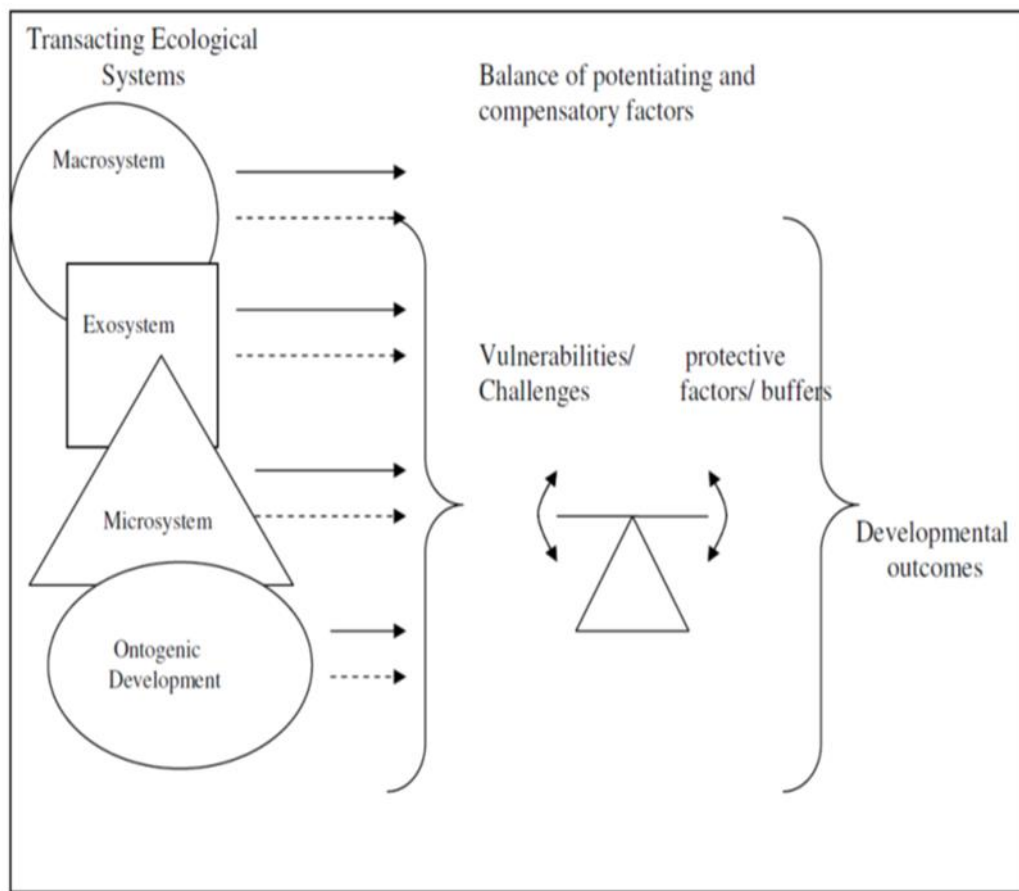 Transacting Ecological
Systems
Balance of potentiating and
compensatory factors
Macrosystem
Exosystem
Vulnerabilities/
Challenges
protective
factors/ buffers
Microsystem
Developmental
outcomes
Ontogenic
Development